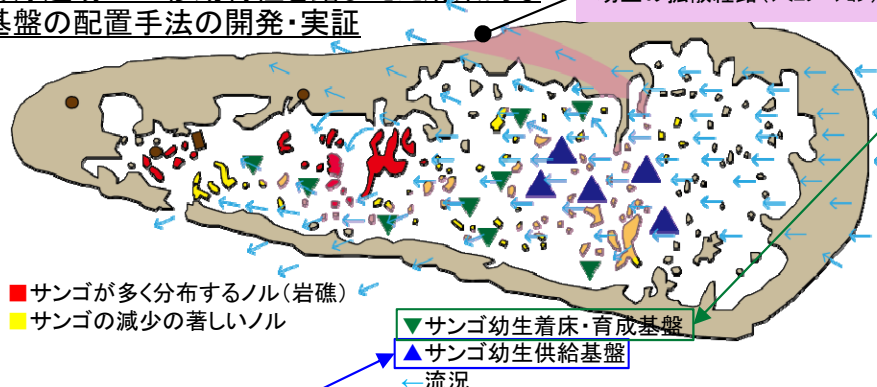 基盤の配置手法の開発・実証
■サンゴが多く分布するノル(岩礁)
■サンゴの減少の著しいノル
▼サンゴ幼生着床・育成基盤
▲サンゴ幼生供給基盤
←流況